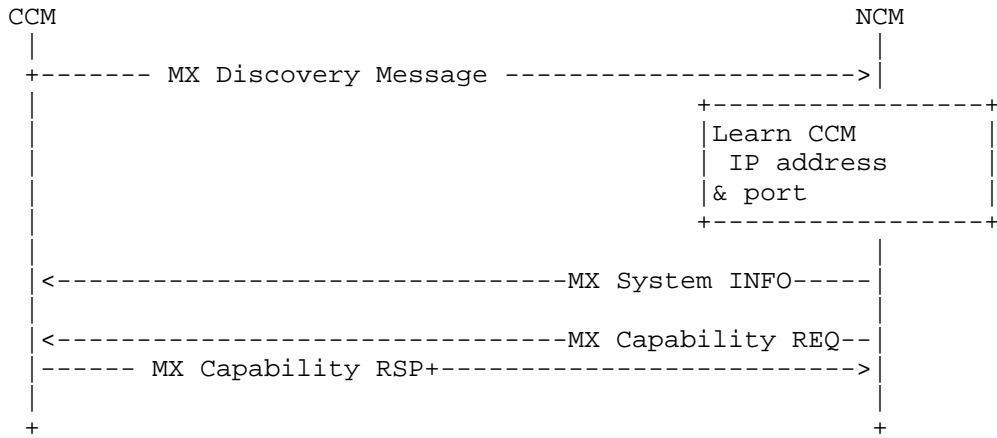 CCM NCM
MX Discovery Message
Learn CCM
IP address
& port
MX System INFO
MX Capability REQ
MX Capability RSP